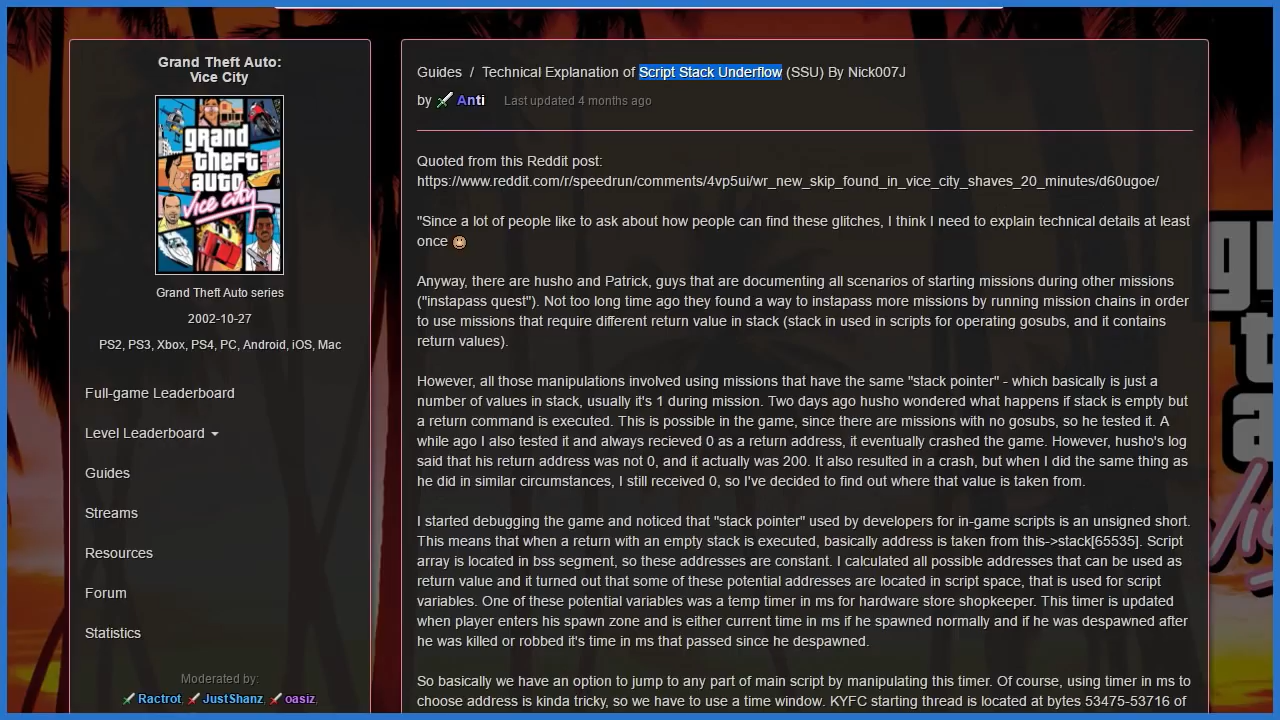 Grand Theft Auto:
Vice City
grand
theft
auto
vice city
Grand Theft Auto series
2002-10-27
PS2, PS3, Xbox, PS4, PC, Android, iOS, Mac
Full-game Leaderboard
Level Leaderboard
Guides
Streams
Resources
Forum
Statistics
Moderated by:
Ractrot, JustShanz, oasiz,
Guides / Technical Explanation of Script Stack Underflow (SSU) By Nick007J
by Anti Last updated 4 months ago
Quoted from this Reddit post:
https://www.reddit.com/r/speedrun/comments/4vp5ui/wr_new_skip_found_in_vice_city_shaves_20_minutes/d60ugoe/
"Since a lot of people like to ask about how people can find these glitches, I think I need to explain technical details at least
once
Anyway, there are husho and Patrick, guys that are documenting all scenarios of starting missions during other missions
("instapass quest"). Not too long time ago they found a way to instapass more missions by running mission chains in order
to use missions that require different return value in stack (stack in used in scripts for operating gosubs, and it contains
return values).
However, all those manipulations involved using missions that have the same "stack pointer" - which basically is just a
number of values in stack, usually it's 1 during mission. Two days ago husho wondered what happens if stack is empty but
a return command is executed. This is possible in the game, since there are missions with no gosubs, so he tested it. A
while ago I also tested it and always recieved 0 as a return address, it eventually crashed the game. However, husho's log
said that his return address was not 0, and it actually was 200. It also resulted in a crash, but when I did the same thing as
he did in similar circumstances, I still received 0, so I've decided to find out where that value is taken from.
I started debugging the game and noticed that "stack pointer" used by developers for in-game scripts is an unsigned short.
This means that when a return with an empty stack is executed, basically address is taken from this->stack[65535]. Script
array is located in bss segment, so these addresses are constant. I calculated all possible addresses that can be used as
return value and it turned out that some of these potential addresses are located in script space, that is used for script
variables. One of these potential variables was a temp timer in ms for hardware store shopkeeper. This timer is updated
when player enters his spawn zone and is either current time in ms if he spawned normally and if he was despawned after
he was killed or robbed it's time in ms that passed since he despawned.
So basically we have an option to jump to any part of main script by manipulating this timer. Of course, using timer in ms to
choose address is kinda tricky, so we have to use a time window. KYFC starting thread is located at bytes 53475-53716 of